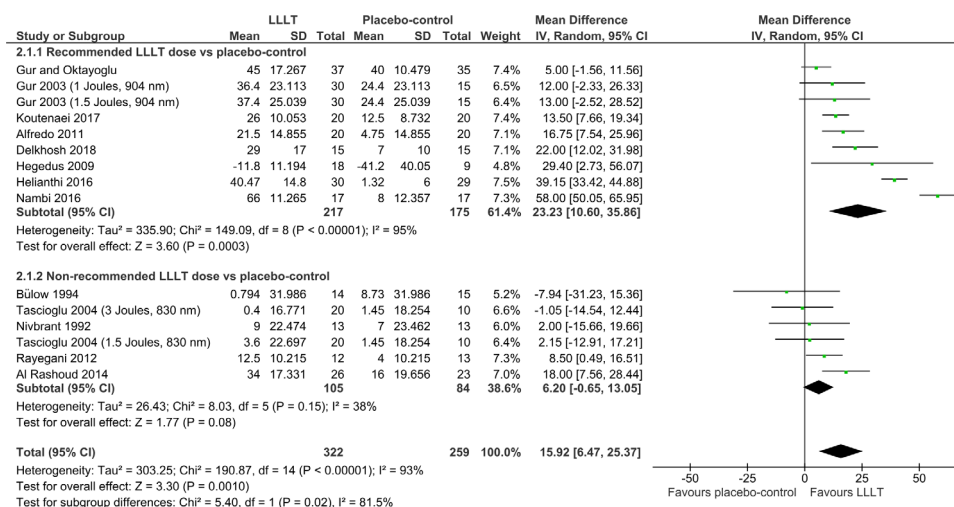 LLLT Placebo-control Mean Difference Mean Difference
Study or Subgroup Mean SD Total Mean SD Total Weight IV, Random, 95% CI IV, Random, 95% CI
2.1.1 Recommended LLLT dose vs placebo-control
Gur and Oktayoglu 45 17.267 37 40 10.479 35 7.4% 5.00 [-1.56, 11.56]
Gur 2003 (1 Joules, 904 nm) 36.4 23.113 30 24.4 23.113 15 6.5% 12.00 [-2.33, 26.33]
Gur 2003 (1.5 Joules, 904 nm) 37.4 25.039 30 24.4 25.039 15 6.4% 13.00 [-2.52, 28.52]
Koutenaei 2017 26 10.053 20 12.5 8.732 20 7.5% 13.50 [7.66, 19.34]
Alfredo 2011 21.5 14.855 20 4.75 14.855 20 7.1% 16.75 [7.54, 25.96]
Delkhosh 2018 29 17 15 7 10 15 7.0% 22.00 [12.02, 31.98]
Hegedus 2009 -11.8 11.194 18 -41.2 40.05 9 4.8% 29.40 [2.73, 56.07]
Helianthi 2016 40.47 14.8 30 1.32 6 29 7.5% 39.15 [33.42, 44.88]
Nambi 2016 66 11.265 17 8 12.357 17 7.3% 58.00 [50.05, 65.95]
Subtotal (95% CI) 217 175 61.4% 23.23 [10.60, 35.86]
Heterogeneity: Tau² = 335.90; Chi² = 149.09, df = 8 (P < 0.00001); I² = 95%
Test for overall effect: Z = 3.60 (P = 0.0003)
2.1.2 Non-recommended LLLT dose vs placebo-control
Bülow 1994 0.794 31.986 14 8.73 31.986 15 5.2% -7.94 [-31.23, 15.36]
Tascioglu 2004 (3 Joules, 830 nm) 0.4 16.771 20 1.45 18.254 10 6.6% -1.05 [-14.54, 12.44]
Nivbrant 1992 9 22.474 13 7 23.462 13 6.1% 2.00 [-15.66, 19.66]
Tascioglu 2004 (1.5 Joules, 830 nm) 3.6 22.697 20 1.45 18.254 10 6.4% 2.15 [-12.91, 17.21]
Rayegani 2012 12.5 10.215 12 4 10.215 13 7.3% 8.50 [0.49, 16.51]
Al Rashoud 2014 34 17.331 26 16 19.656 23 7.0% 18.00 [7.56, 28.44]
Subtotal (95% CI) 105 84 38.6% 6.20 [-0.65, 13.05]
Heterogeneity: Tau² = 26.43; Chi² = 8.03, df = 5 (P = 0.15); I² = 38%
Test for overall effect: Z = 1.77 (P = 0.08)
Total (95% CI) 322 259 100.0% 15.92 [6.47, 25.37]
Heterogeneity: Tau² = 303.25; Chi² = 190.87, df = 14 (P < 0.00001); I² = 93%
Test for overall effect: Z = 3.30 (P = 0.0010)
Test for subgroup differences: Chi² = 5.40, df = 1 (P = 0.02), I² = 81.5%
-50 -25 0 25 50
Favours placebo-control Favours LLLT